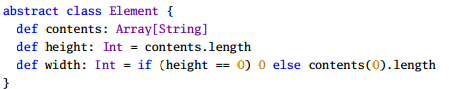 abstract class Element {
  def contents: Array[String]
  def height: Int = contents.length
  def width: Int = if (height == 0) 0 else contents(0).length
}